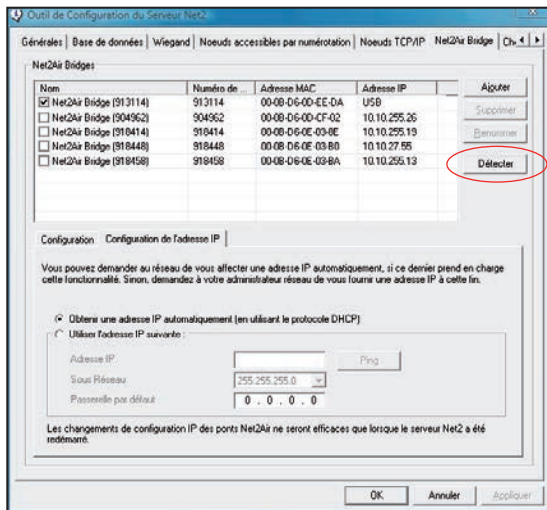 Outil de Configuration du Serveur Net2
Générales Base de données Wiegand Noeuds accessibles par numérotation Noeuds TCP/IP Net2Air Bridge
Net2Air Bridges
Nom Numéro de ... Adresse MAC Adresse IP
Net2Air Bridge (913114) 913114 00-0B-D6-0D-EE-DA USB
Net2Air Bridge (904962) 904962 00-0B-D6-0D-CF-02 10.10.255.26
Net2Air Bridge (918414) 918414 00-0B-D6-0E-03-8E 10.10.255.19
Net2Air Bridge (918448) 918448 00-0B-D6-0E-03-B0 10.10.27.55
Net2Air Bridge (918458) 918458 00-0B-D6-0E-03-BA 10.10.255.13
Ajouter
Supprimer
Renommer
Détecter
Configuration Configuration de l'adresse IP
Vous pouvez demander au réseau de vous affecter une adresse IP automatiquement, si ce dernier prend en charge
cette fonctionnalité. Sinon, demandez à votre administrateur réseau de vous fournir une adresse IP à cette fin.
Obtenir une adresse IP automatiquement (en utilisant le protocole DHCP)
Utiliser l'adresse IP suivante :
Adresse IP Ping
Sous Réseau 255.255.255.0
Passerelle par défaut 0 . 0 . 0 . 0
Les changements de configuration IP des ponts Net2Air ne seront efficaces que lorsque le serveur Net2 a été
redémarré.
OK Annuler Appliquer